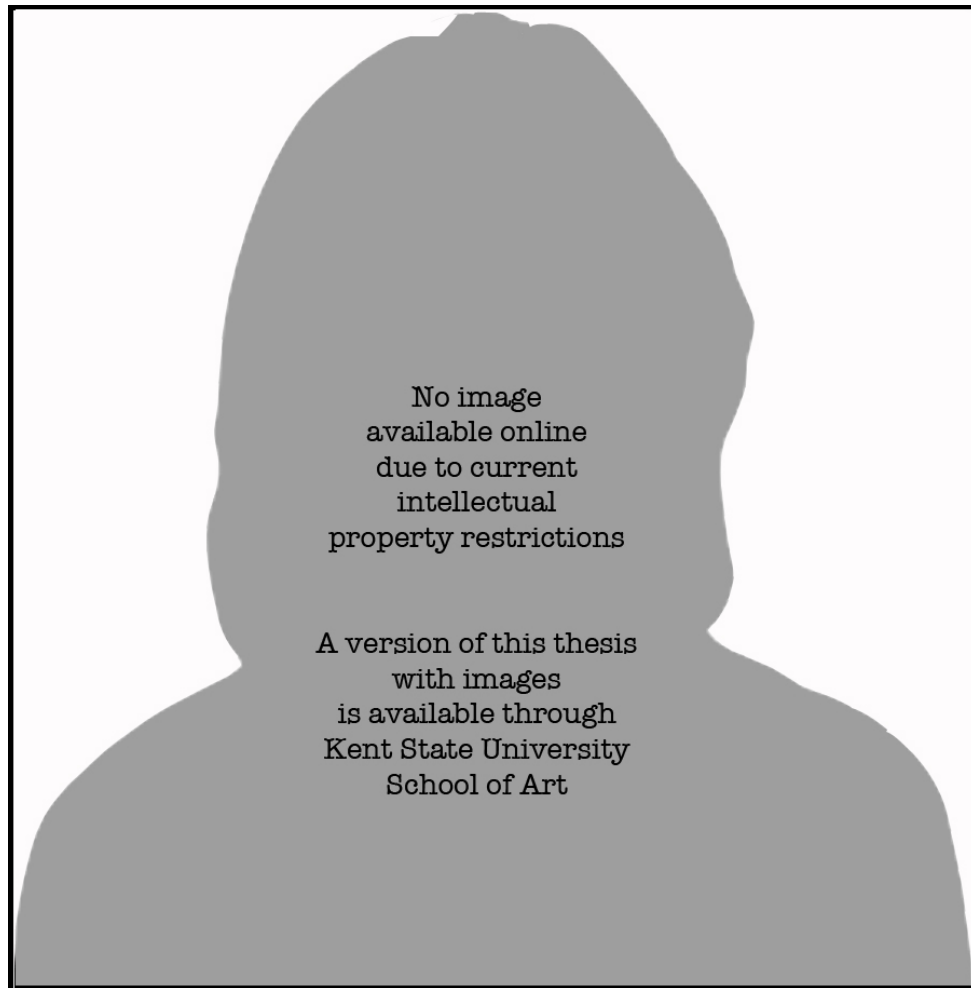 No image
available online
due to current
intellectual
property restrictions
A version of this thesis
with images
is available through
Kent State University
School of Art